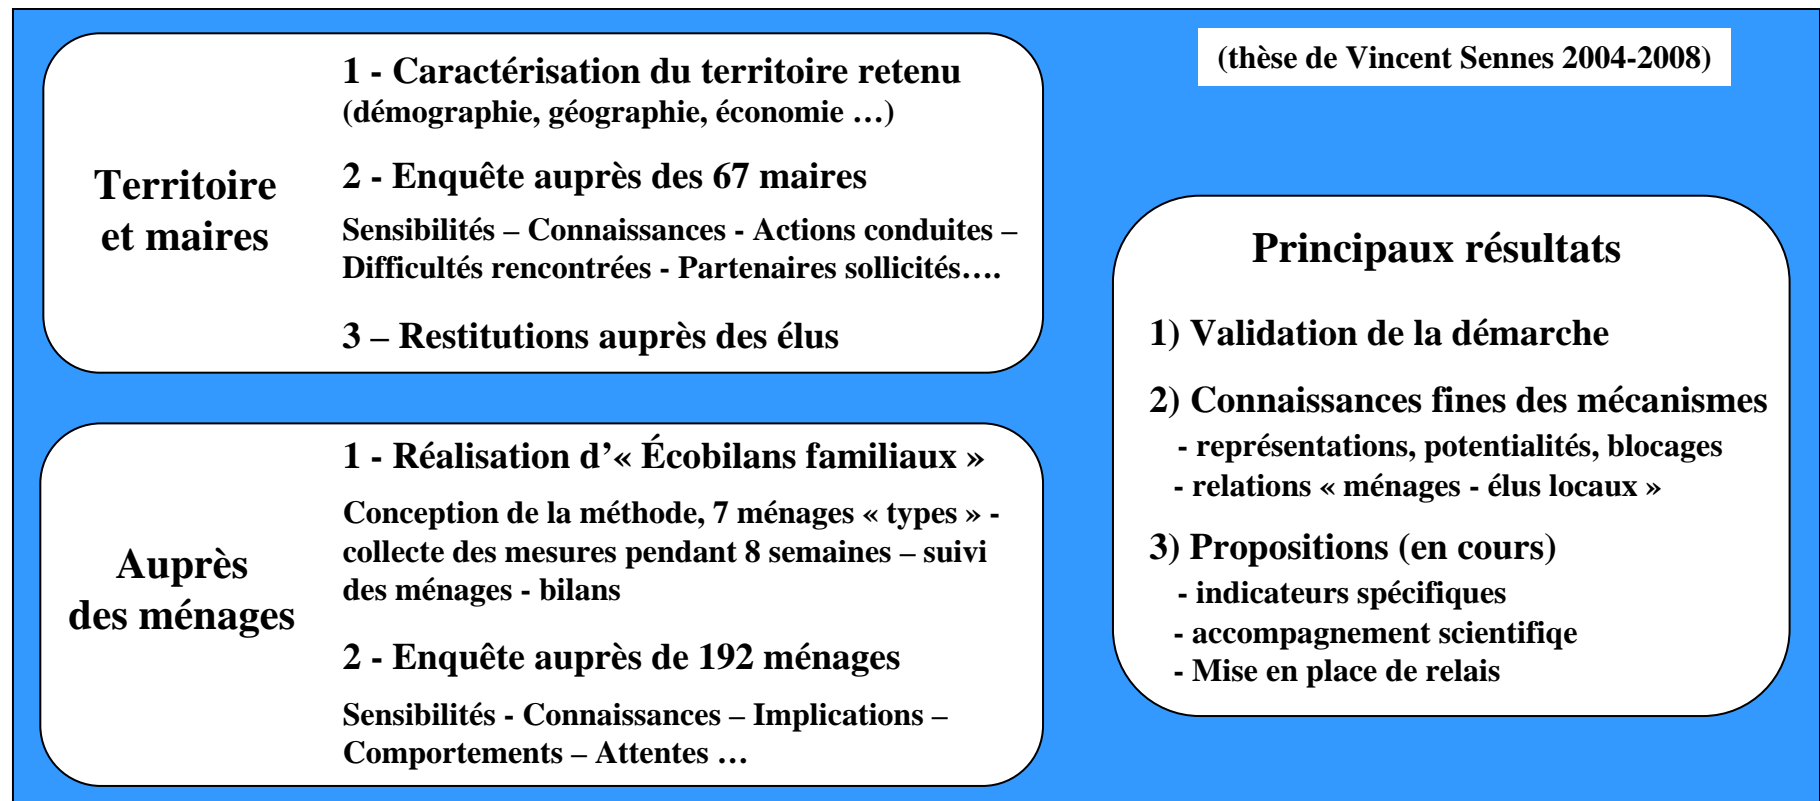 (thèse de Vincent Sennes 2004-2008)
Territoire
et maires
1 - Caractérisation du territoire retenu
(démographie, géographie, économie …)
2 - Enquête auprès des 67 maires
Sensibilités – Connaissances - Actions conduites –
Difficultés rencontrées - Partenaires sollicités….
3 – Restitutions auprès des élus
Auprès
des ménages
1 - Réalisation d'« Écobilans familiaux »
Conception de la méthode, 7 ménages « types » -
collecte des mesures pendant 8 semaines – suivi
des ménages - bilans
2 - Enquête auprès de 192 ménages
Sensibilités - Connaissances – Implications –
Comportements – Attentes …
Principaux résultats
1) Validation de la démarche
2) Connaissances fines des mécanismes
- représentations, potentialités, blocages
- relations « ménages - élus locaux »
3) Propositions (en cours)
- indicateurs spécifiques
- accompagnement scientifiqe
- Mise en place de relais